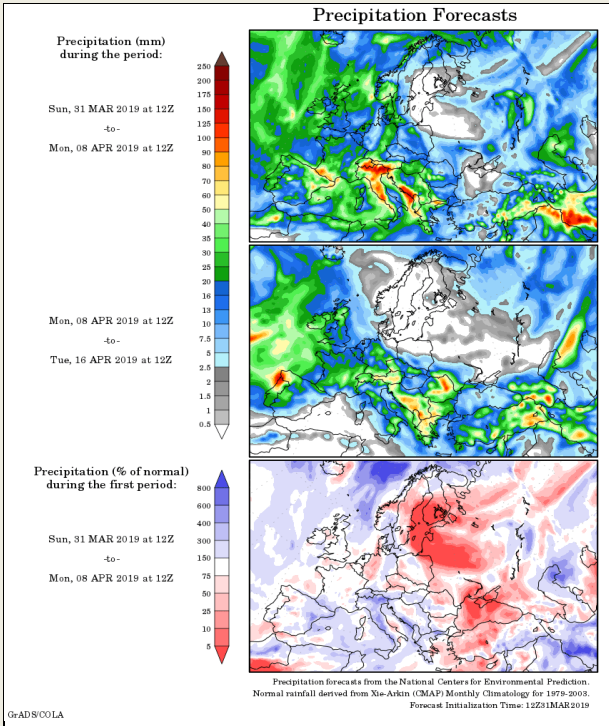 Precipitation Forecasts
Precipitation (mm)
during the period:
Sun, 31 MAR 2019 at 12Z
-to-
Mon, 08 APR 2019 at 12Z
250
200
175
150
125
100
90
80
70
60
50
40
35
30
25
20
16
13
10
7.5
5
2.5
2
1.5
1
0.5
Mon, 08 APR 2019 at 12Z
-to-
Tue, 16 APR 2019 at 12Z
Precipitation (% of normal)
during the first period:
Sun, 31 MAR 2019 at 12Z
-to-
Mon, 08 APR 2019 at 12Z
800
600
400
300
150
75
50
25
10
5
Precipitation forecasts from the National Centers for Environmental Prediction.
Normal rainfall derived from Xie-Arkin (CMAP) Monthly Climatology for 1979-2003.
Forecast Initialization Time: 12Z31MAR2019
GrADS/COLA